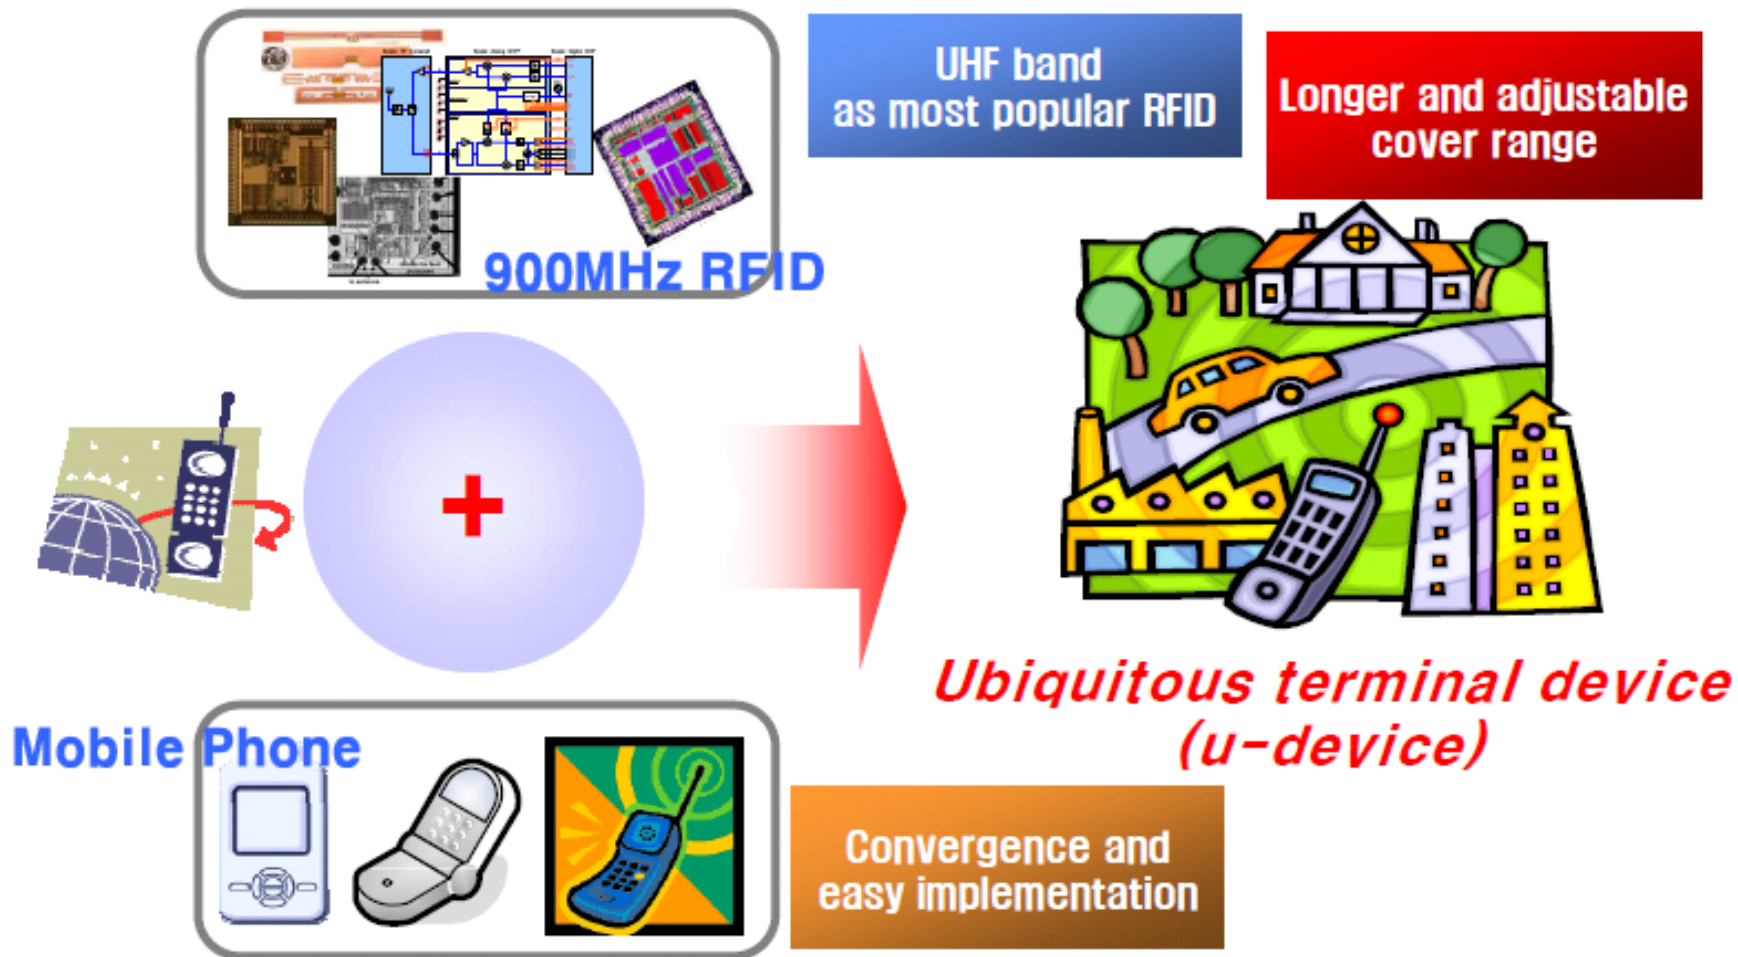 UHF band
as most popular RFID
Longer and adjustable
cover range
900MHz RFID
Ubiquitous terminal device
(u-device)
Mobile Phone
Convergence and
easy implementation